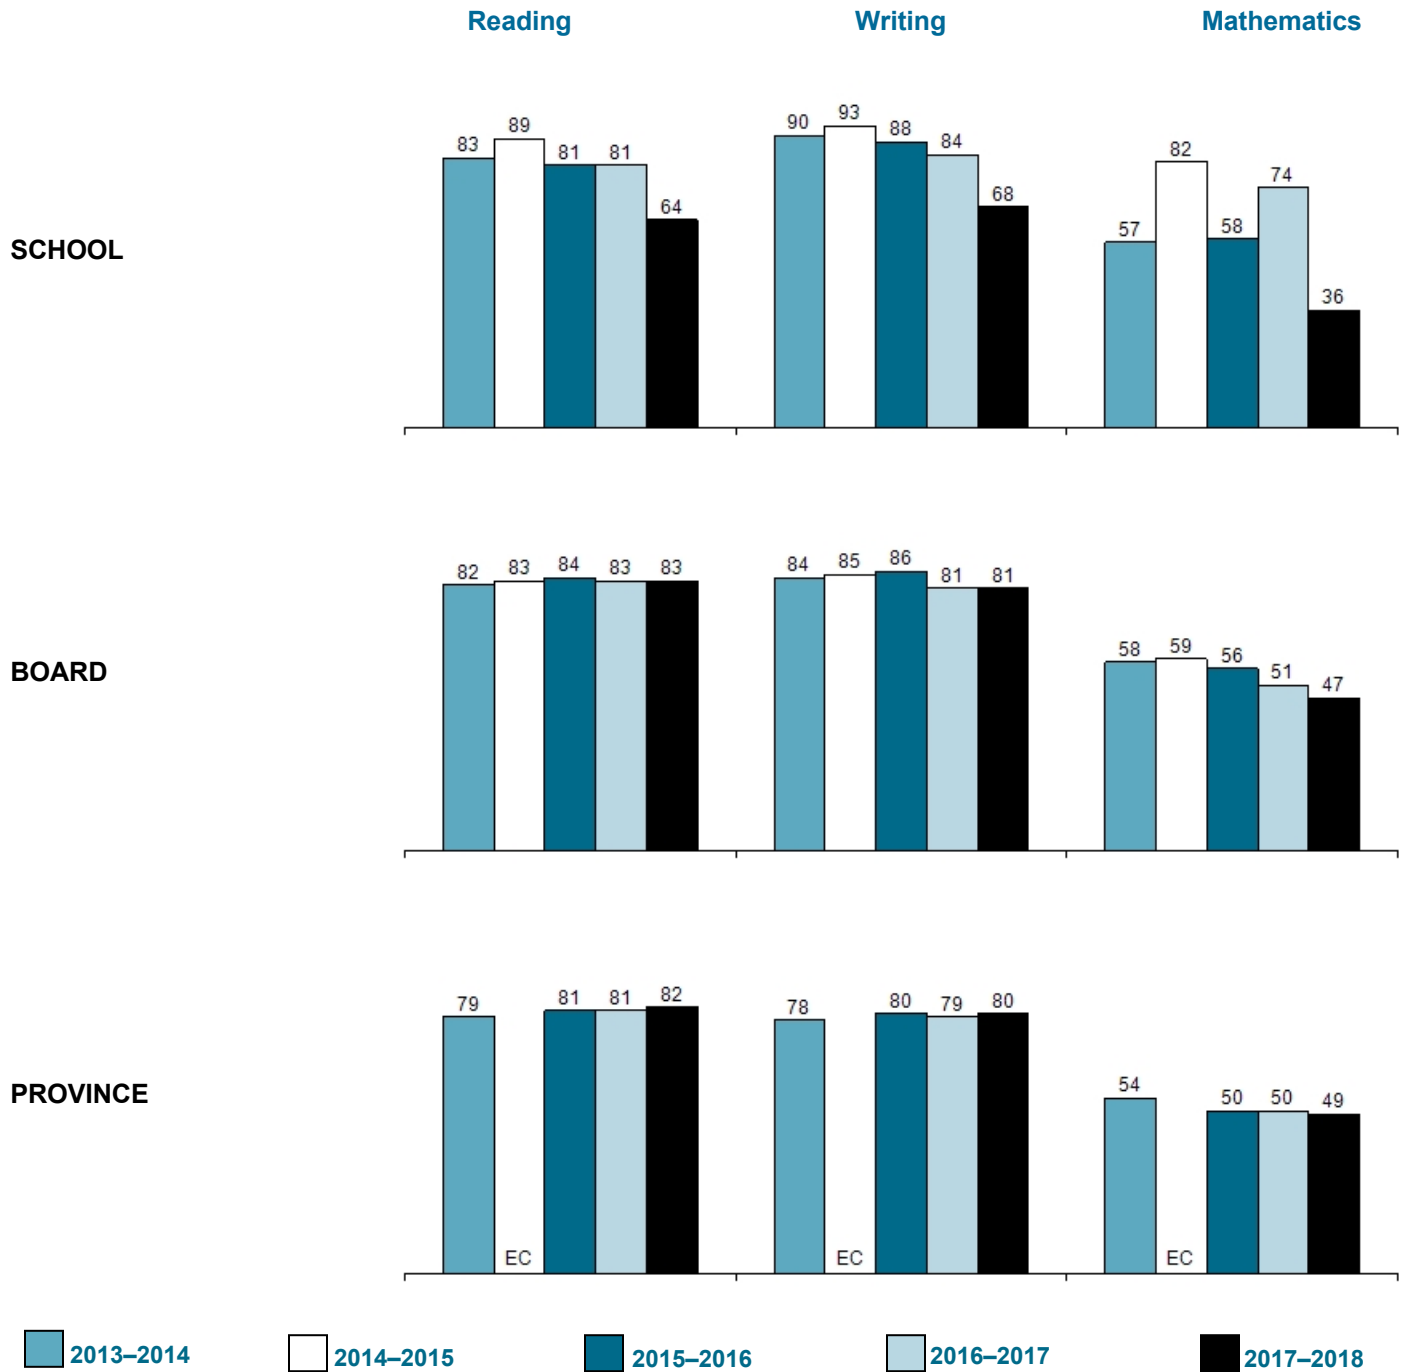 Reading Writing Mathematics
SCHOOL
83 89 81 81 64
90 93 88 84 68
57 82 58 74 36
BOARD
82 83 84 83 83
84 85 86 81 81
58 59 56 51 47
PROVINCE
79 EC 81 81 82
78 EC 80 79 80
54 EC 50 50 49
2013–2014 2014–2015 2015–2016 2016–2017 2017–2018